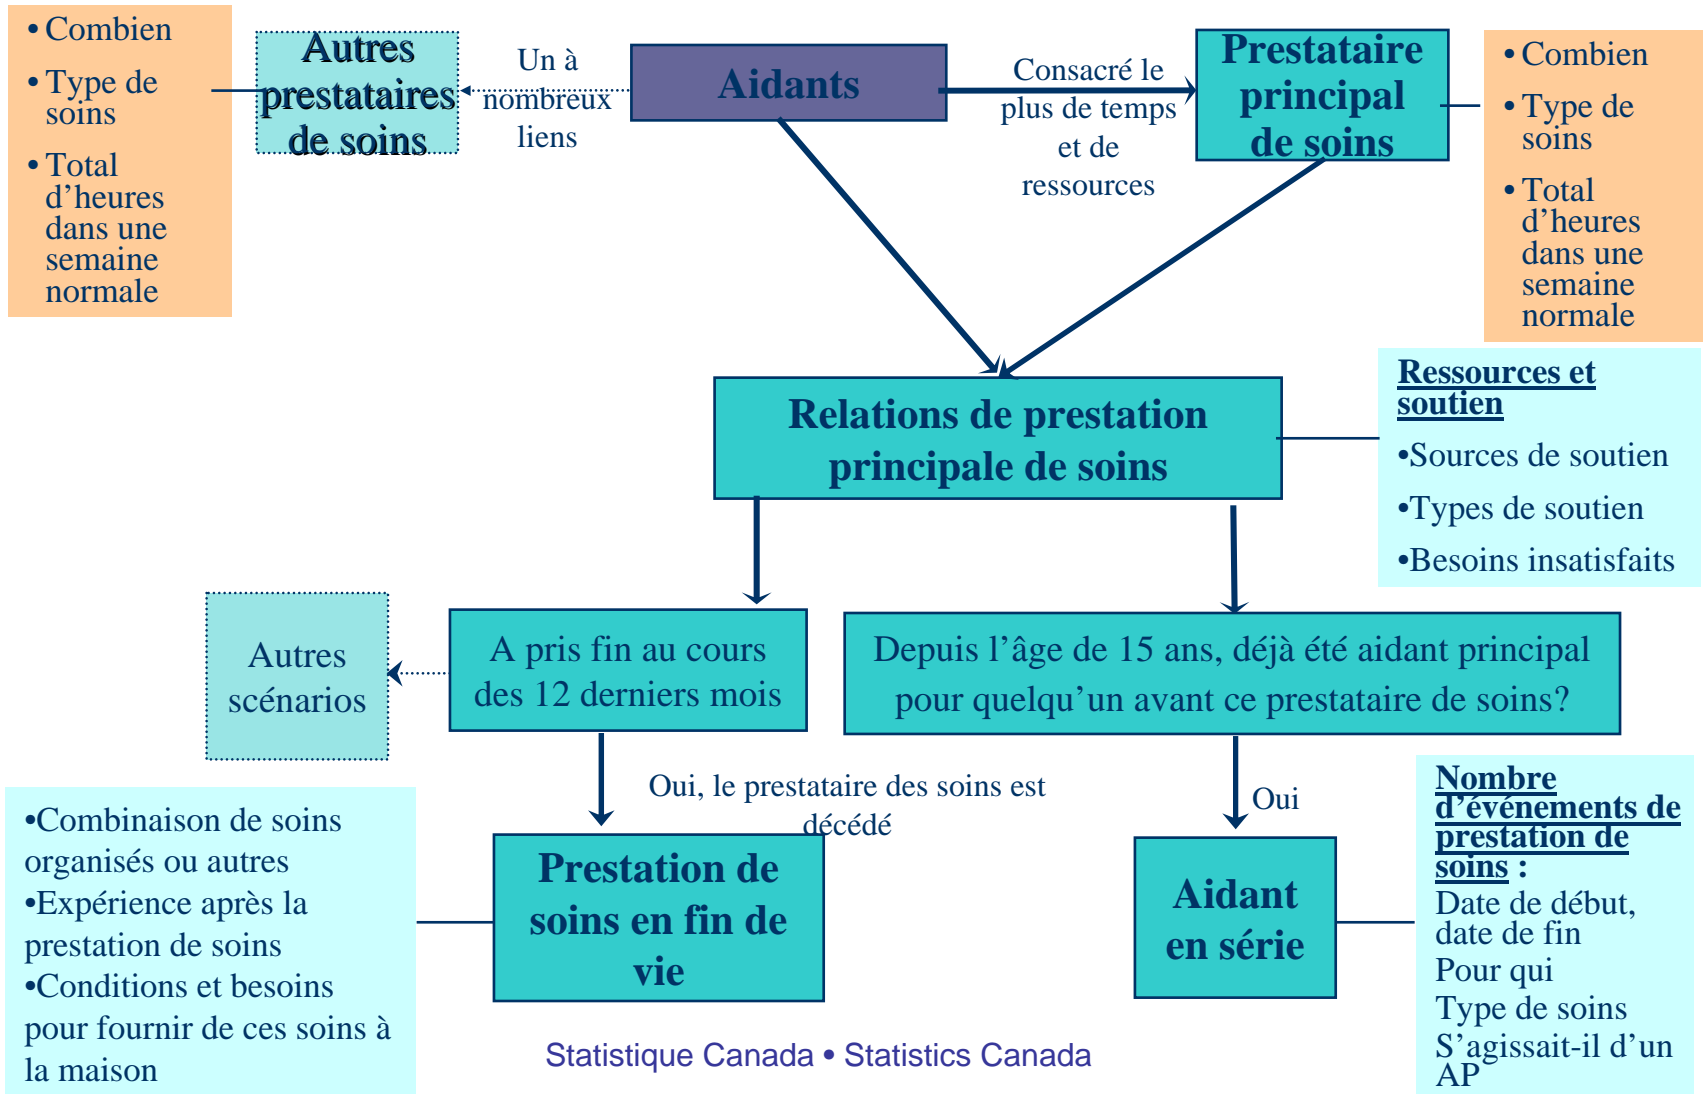 • Combien
• Type de
soins
• Total
d’heures
dans une
semaine
normale
Autres
prestataires
de soins
Un à
nombreux
liens
Aidants
Consacré le
plus de temps
et de
ressources
Prestataire
principal
de soins
• Combien
• Type de
soins
• Total
d’heures
dans une
semaine
normale
Relations de prestation
principale de soins
Ressources et
soutien
•Sources de soutien
•Types de soutien
•Besoins insatisfaits
Autres
scénarios
A pris fin au cours
des 12 derniers mois
Depuis l’âge de 15 ans, déjà été aidant principal
pour quelqu’un avant ce prestataire de soins?
Oui, le prestataire des soins est
décédé
Oui
•Combinaison de soins
organisés ou autres
•Expérience après la
prestation de soins
•Conditions et besoins
pour fournir de ces soins à
la maison
Prestation de
soins en fin de
vie
Aidant
en série
Nombre
d’événements de
prestation de
soins :
Date de début,
date de fin
Pour qui
Type de soins
S’agissait-il d’un
AP
Statistique Canada • Statistics Canada